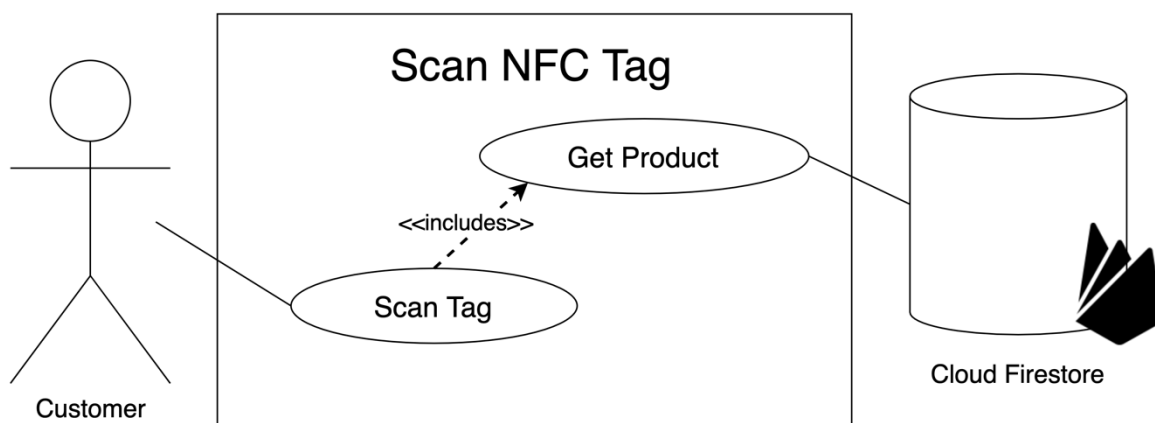 Scan NFC Tag
Get Product
<<includes>>
Scan Tag
Customer
Cloud Firestore